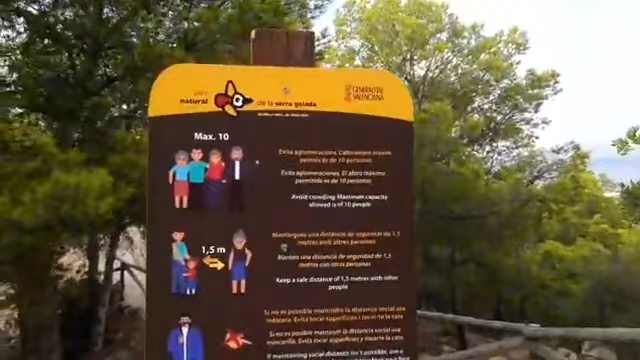 parc
natural
de la serra gelada
GENERALITAT
VALENCIANA
Max. 10
Evita aglomeracions. L'aforament màxim
permés és de 10 persones
Evita aglomeraciones. El aforo máximo
permitido es de 10 personas
Avoid crowding. Maximum capacity
allowed is of 10 people
1,5 m
Mantingues una distància de seguretat de 1,5
metres amb altres persones
Mantén una distancia de seguridad de 1,5
metros con otras personas
Keep a safe distance of 1,5 metres with other
people
Si no és possible mantindre la distància usa
màscara. Evita tocar superfícies i tocar-te la cara
Si no es posible mantener la distancia usa
mascarilla. Evita tocar superficies y tocarte la cara
If maintaining social distance isn't possible, use a